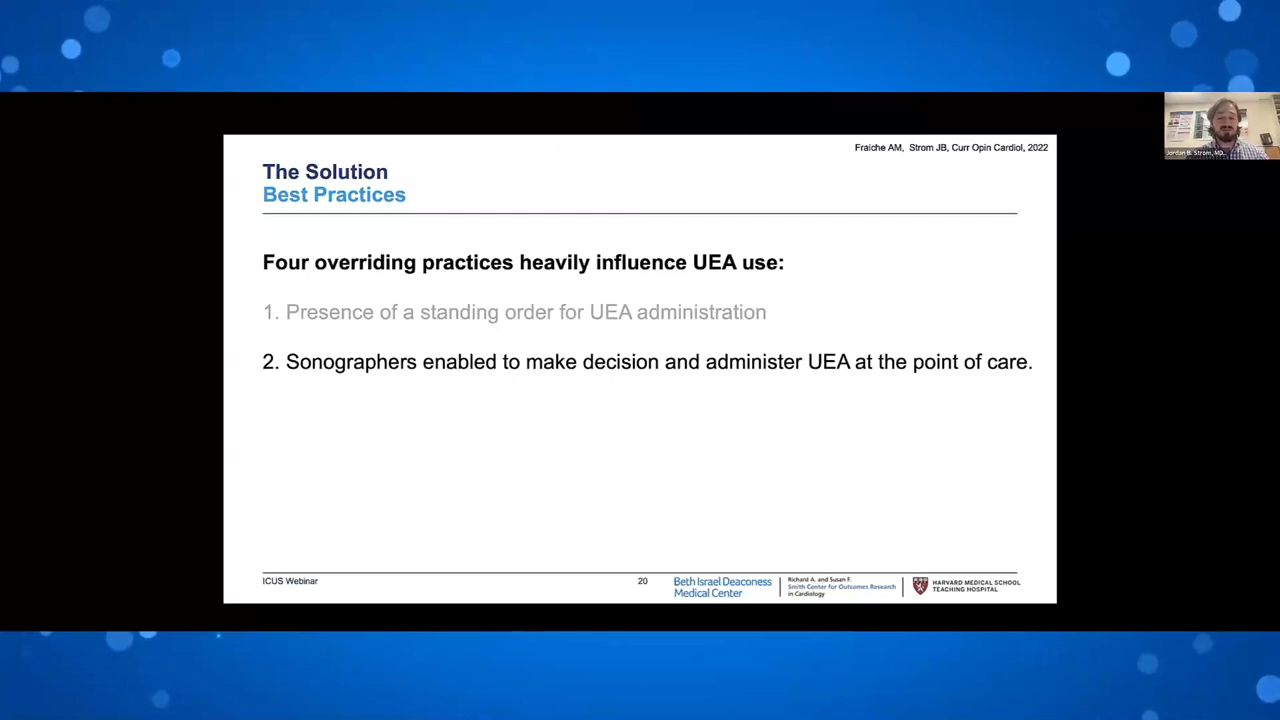 Fraiche AM, Strom JB, Curr Opin Cardiol, 2022
The Solution
Best Practices
Four overriding practices heavily influence UEA use:
1. Presence of a standing order for UEA administration
2. Sonographers enabled to make decision and administer UEA at the point of care.
ICUS Webinar
20
Beth Israel Deaconess
Medical Center
Richard A. and Susan F.
Smith Center for Outcomes Research
in Cardiology
HARVARD MEDICAL SCHOOL
TEACHING HOSPITAL
Jordan B. Strom, MD...